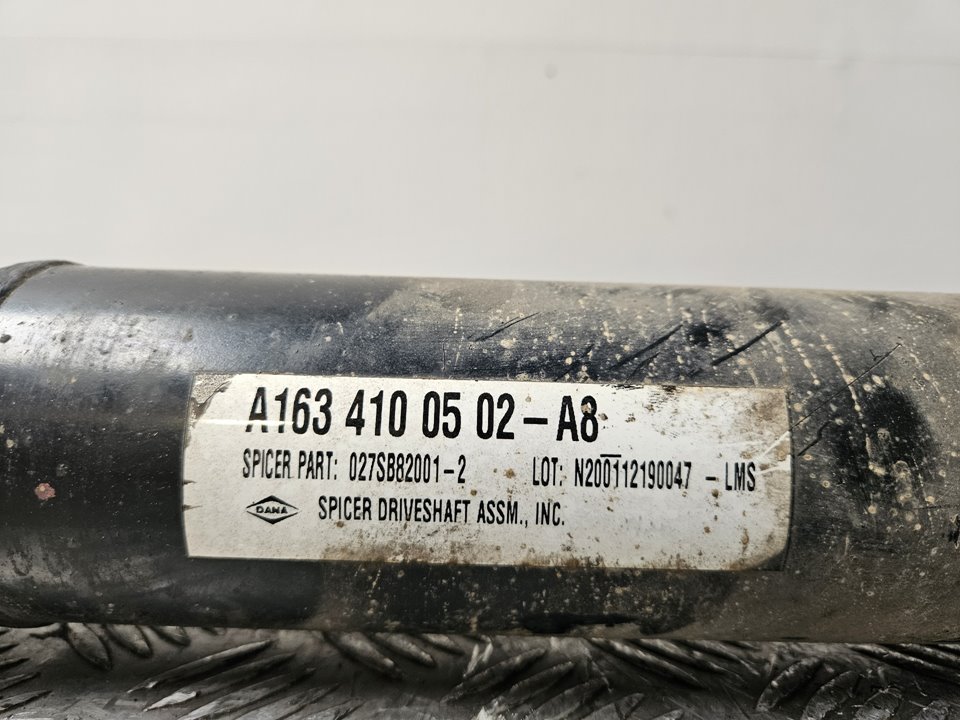 A163 410 05 02-A8
SPICER PART: 027SB82001-2 LOT: N200112190047 -LMS
DANA SPICER DRIVESHAFT ASSM., INC.